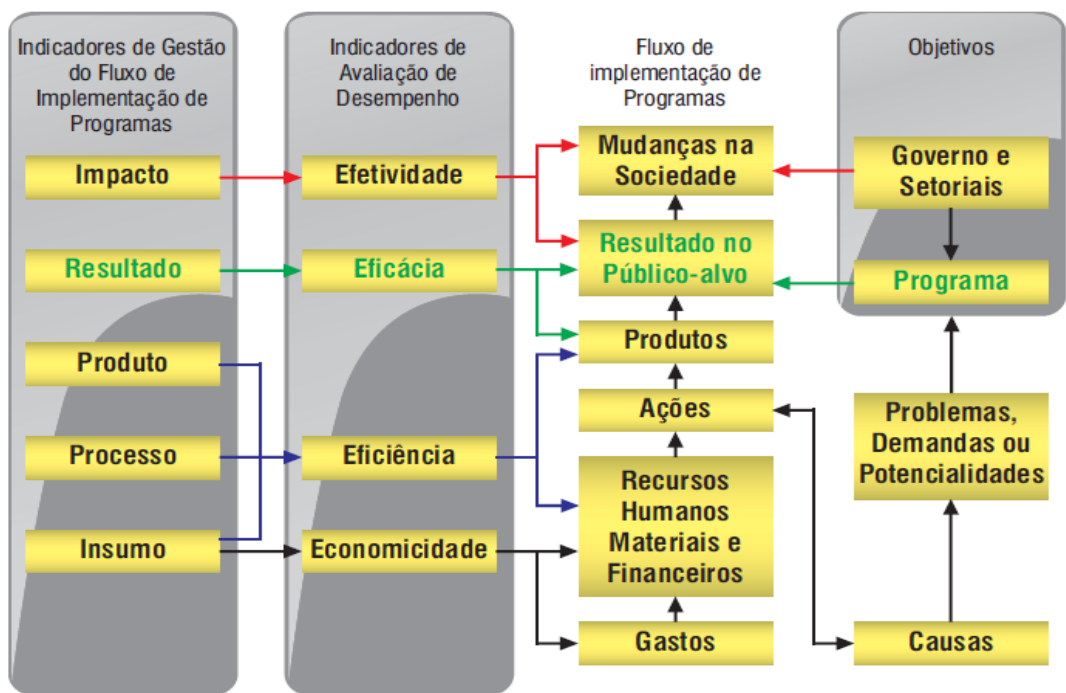 Indicadores de Gestão
do Fluxo de
Implementação de
Programas
Impacto
Resultado
Produto
Processo
Insumo
Indicadores de
Avaliação de
Desempenho
Efetividade
Eficácia
Eficiência
Economicidade
Fluxo de
implementação de
Programas
Mudanças na
Sociedade
Resultado no
Público-alvo
Produtos
Ações
Recursos
Humanos
Materiais e
Financeiros
Gastos
Objetivos
Governo e
Setoriais
Programa
Problemas,
Demandas ou
Potencialidades
Causas